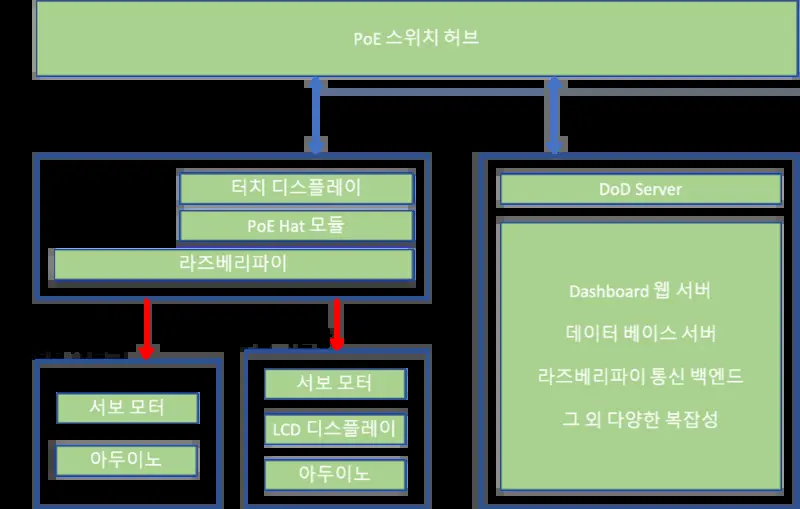 PoE 스위치 허브
터치 디스플레이
PoE Hat 모듈
라즈베리파이
DoD Server
Dashboard 웹 서버
데이터 베이스 서버
라즈베리파이 통신 백엔드
그 외 다양한 복잡성
서보 모터
아두이노
서보 모터
LCD 디스플레이
아두이노